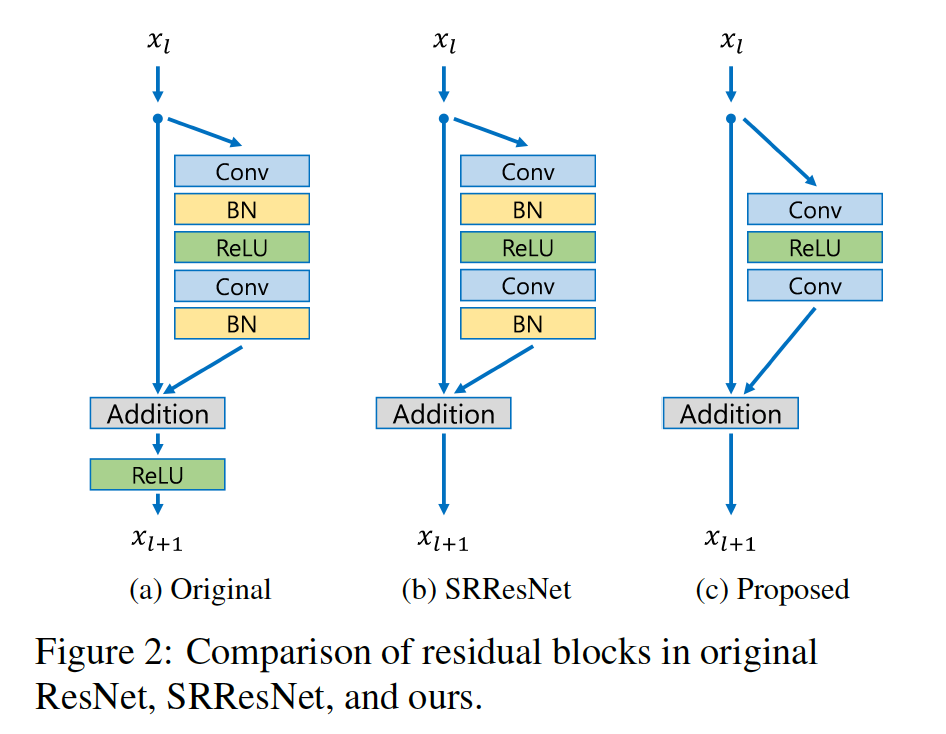 x_l
Conv
BN
ReLU
Conv
BN
Addition
ReLU
x_{l+1}
(a) Original
x_l
Conv
BN
ReLU
Conv
BN
Addition
x_{l+1}
(b) SRResNet
x_l
Conv
ReLU
Conv
Addition
x_{l+1}
(c) Proposed
Figure 2: Comparison of residual blocks in original
ResNet, SRResNet, and ours.